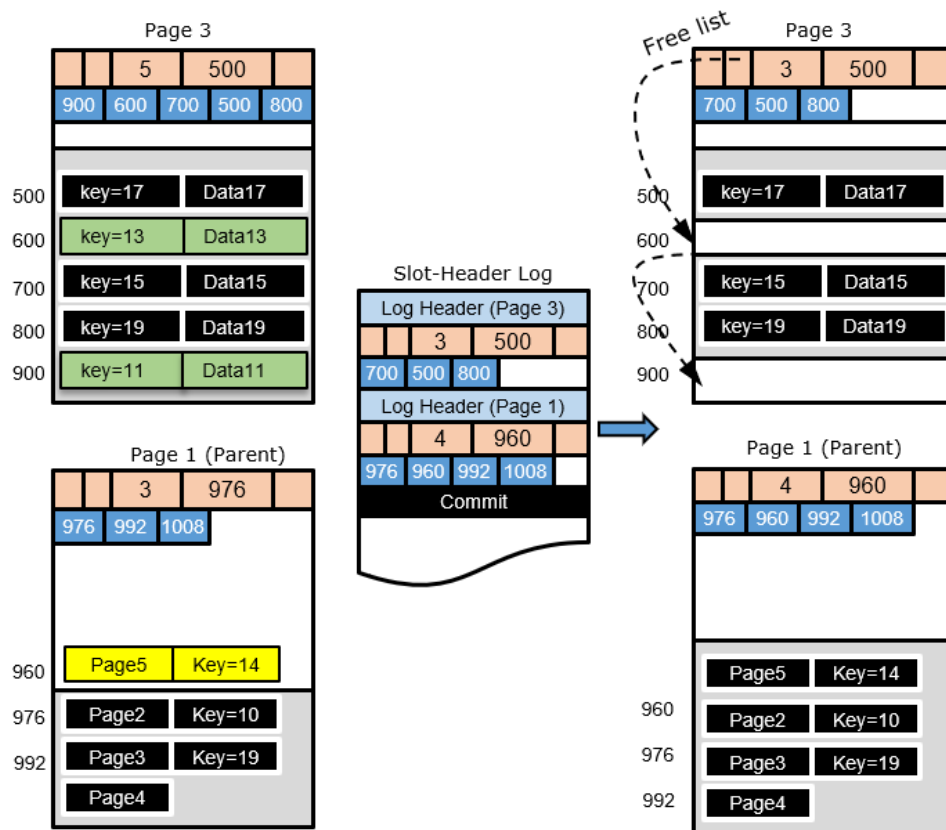 Page 3
5 500
900 600 700 500 800
500 key=17 Data17
600 key=13 Data13
700 key=15 Data15
800 key=19 Data19
900 key=11 Data11
Page 1 (Parent)
3 976
976 992 1008
960 Page5 Key=14
976 Page2 Key=10
992 Page3 Key=19
Page4
Slot-Header Log
Log Header (Page 3)
3 500
700 500 800
Log Header (Page 1)
4 960
976 960 992 1008
Commit
Free list
Page 3
3 500
700 500 800
500 key=17 Data17
600
700 key=15 Data15
800 key=19 Data19
900
Page 1 (Parent)
4 960
976 960 992 1008
Page5 Key=14
960 Page2 Key=10
976 Page3 Key=19
992 Page4